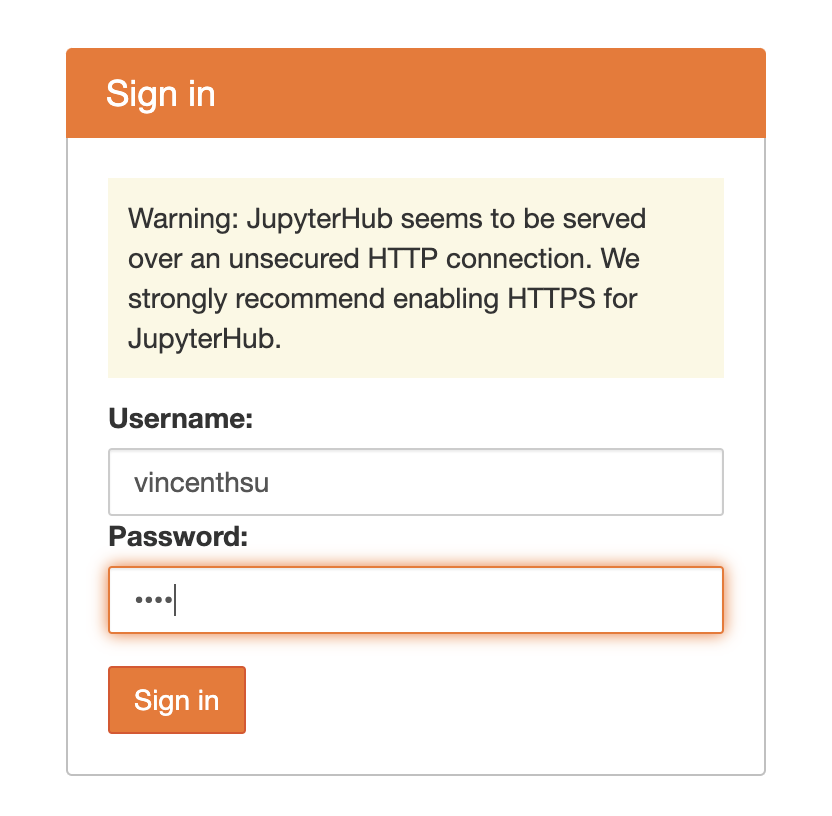 Sign in
Warning: JupyterHub seems to be served
over an unsecured HTTP connection. We
strongly recommend enabling HTTPS for
JupyterHub.
Username:
vincenthsu
Password:
••••
Sign in